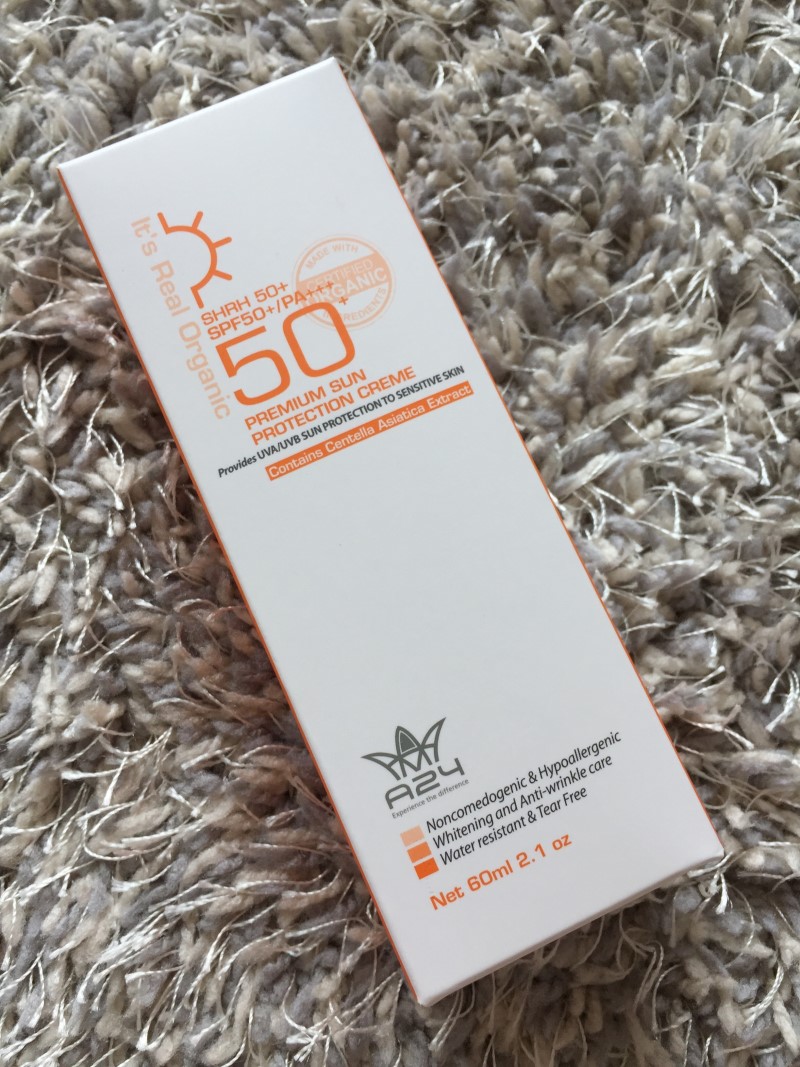 It's Real Organic
MADE WITH
CERTIFIED
ORGANIC
INGREDIENTS
SHRH 50+
SPF50+/PA+++
50+
PREMIUM SUN
PROTECTION CREME
Provides UVA/UVB SUN PROTECTION TO SENSITIVE SKIN
Contains Centella Asiatica Extract
A24
Experience the difference
Noncomedogenic & Hypoallergenic
Whitening and Anti-wrinkle care
Water resistant & Tear Free
Net 60ml 2.1 oz